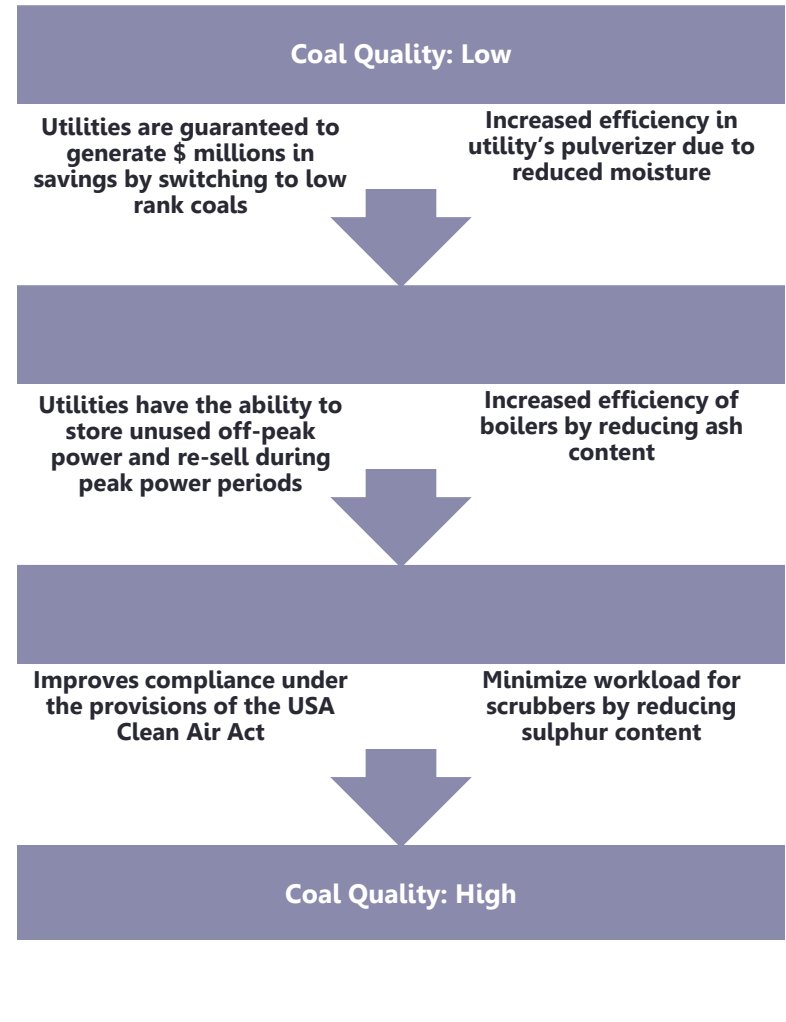 Coal Quality: Low
Utilities are guaranteed to
generate $ millions in
savings by switching to low
rank coals
Increased efficiency in
utility’s pulverizer due to
reduced moisture
Utilities have the ability to
store unused off-peak
power and re-sell during
peak power periods
Increased efficiency of
boilers by reducing ash
content
Improves compliance under
the provisions of the USA
Clean Air Act
Minimize workload for
scrubbers by reducing
sulphur content
Coal Quality: High